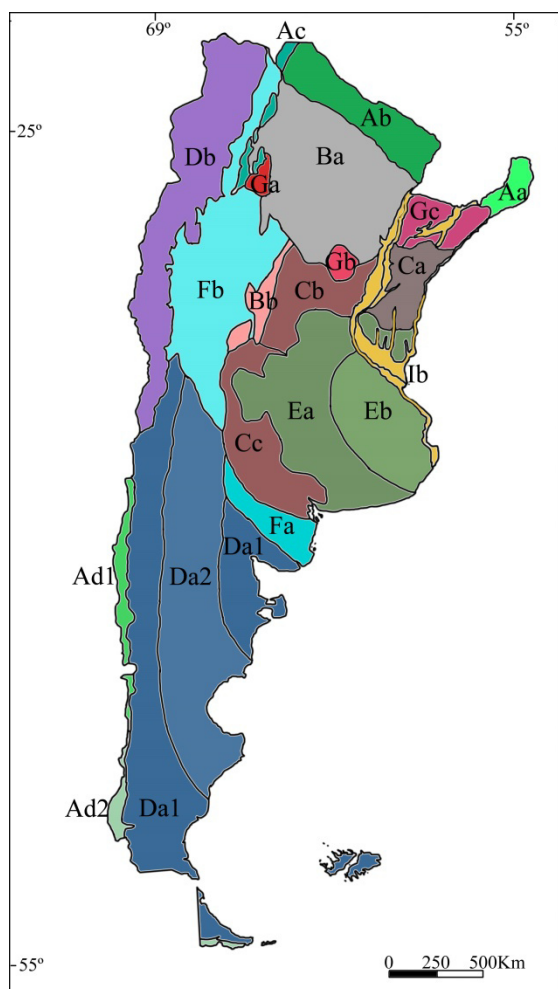 69º 55º
Ac
Ab
25º
Ba
Db
Ga
Aa
Gc
Gb
Ca
Fb
Bb
Cb
Ib
Ea
Eb
Cc
Fa
Da1
Ad1
Da2
Ad2
Da1
-55º
0 250 500Km